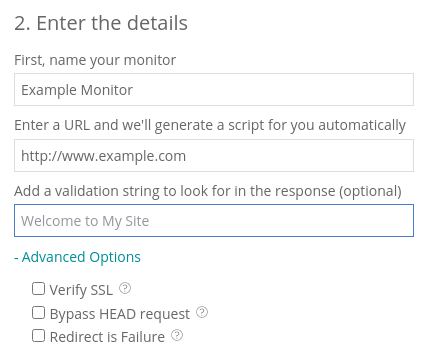 2. Enter the details
First, name your monitor
Example Monitor
Enter a URL and we'll generate a script for you automatically
http://www.example.com
Add a validation string to look for in the response (optional)
Welcome to My Site
- Advanced Options
Verify SSL ?
Bypass HEAD request ?
Redirect is Failure ?